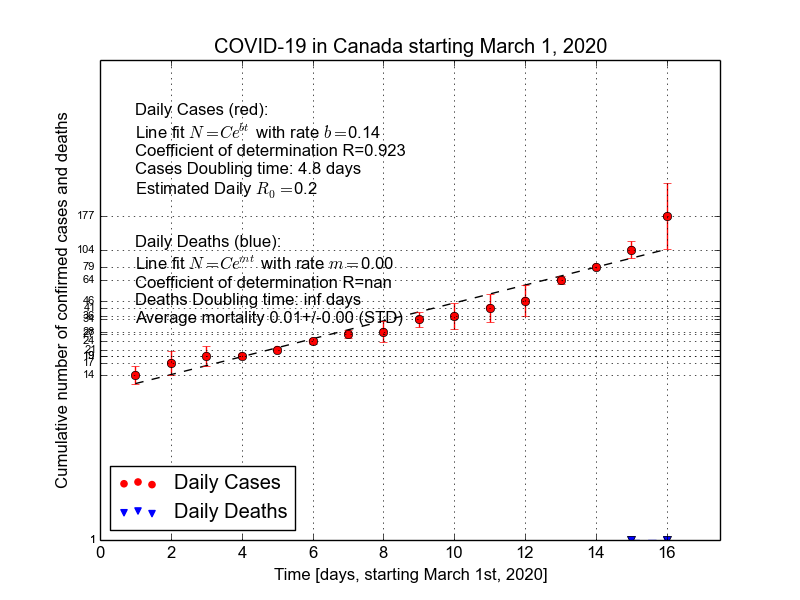 COVID-19 in Canada starting March 1, 2020
Daily Cases (red):
Line fit N=Ce^{bt} with rate b=0.14
Coefficient of determination R=0.923
Cases Doubling time: 4.8 days
Estimated Daily R_0=0.2
Daily Deaths (blue):
Line fit N=Ce^{mt} with rate m=0.00
Coefficient of determination R=nan
Deaths Doubling time: inf days
Average mortality 0.01+/-0.00 (STD)
Cumulative number of confirmed cases and deaths
177
104
79
64
46
41
24
21
19
17
14
1
Daily Cases
Daily Deaths
0 2 4 6 8 10 12 14 16
Time [days, starting March 1st, 2020]